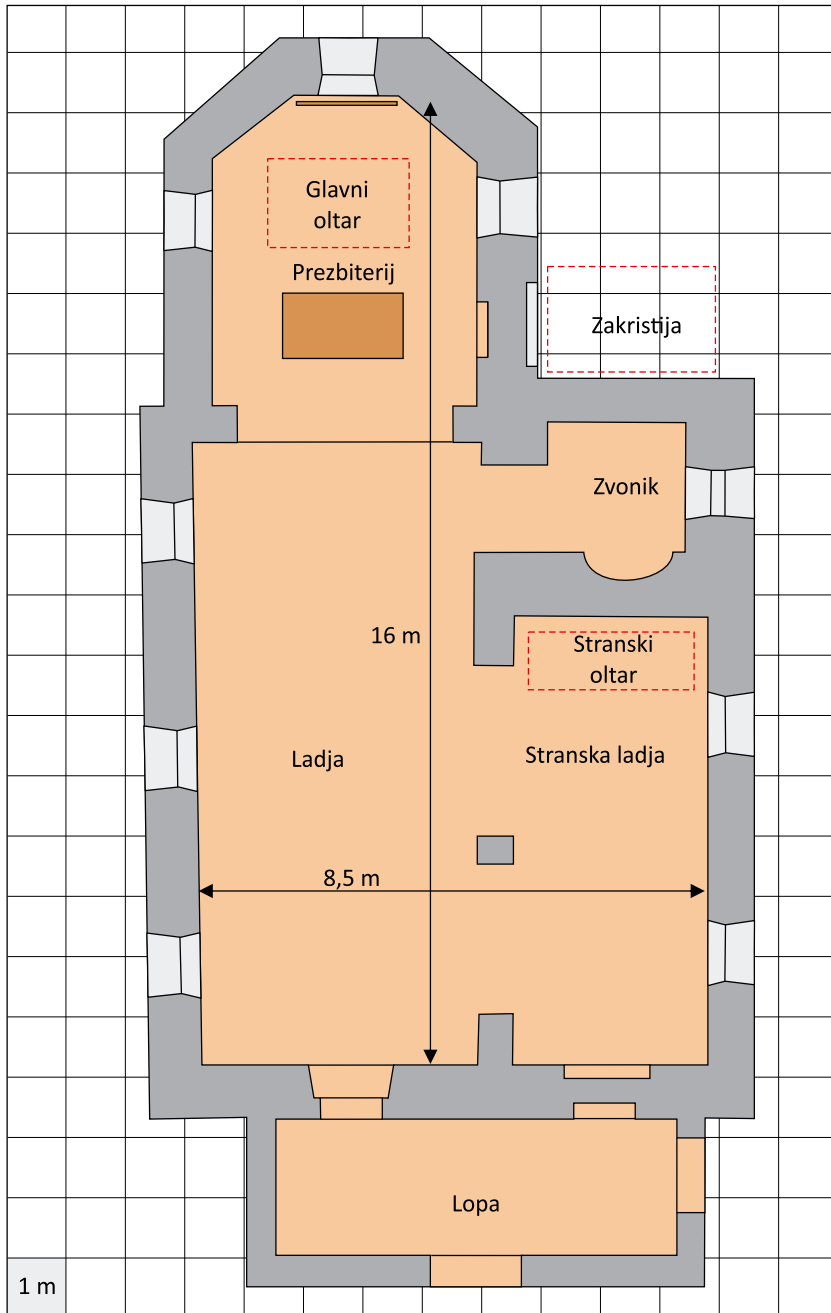 Glavni
oltar
Prezbiterij
Zakristija
Zvonik
16 m
Stranski
oltar
Ladja
Stranska ladja
8,5 m
Lopa
1 m